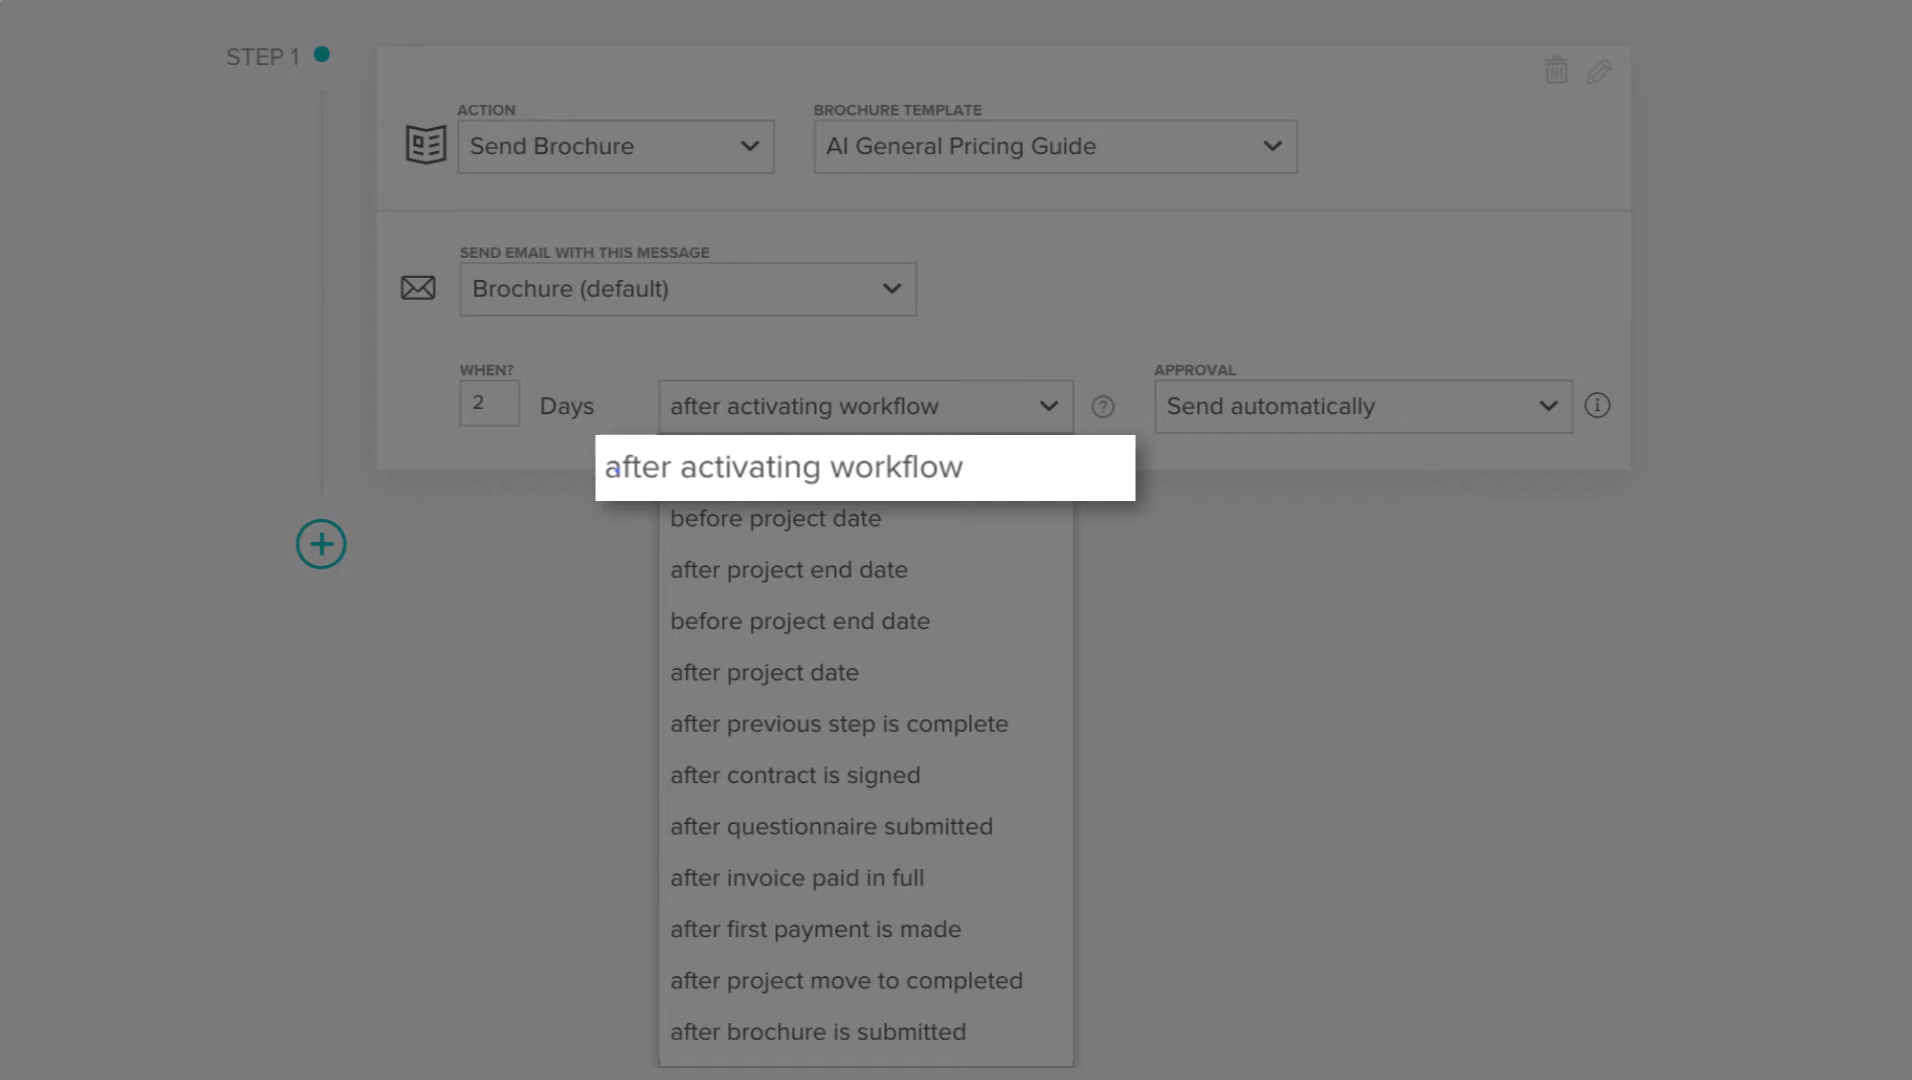 STEP 1
ACTION
BROCHURE TEMPLATE
Send Brochure
AI General Pricing Guide
SEND EMAIL WITH THIS MESSAGE
Brochure (default)
WHEN?
APPROVAL
2 Days
after activating workflow
Send automatically
after activating workflow
before project date
after project end date
before project end date
after project date
after previous step is complete
after contract is signed
after questionnaire submitted
after invoice paid in full
after first payment is made
after project move to completed
after brochure is submitted